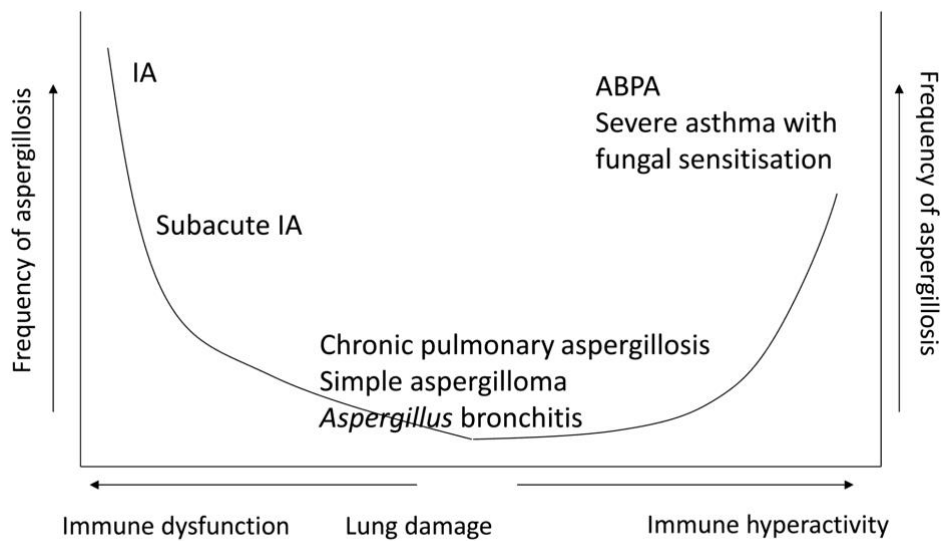 Frequency of aspergillosis
IA
Subacute IA
ABPA
Severe asthma with
fungal sensitisation
Chronic pulmonary aspergillosis
Simple aspergilloma
Aspergillus bronchitis
Frequency of aspergillosis
Immune dysfunction
Lung damage
Immune hyperactivity